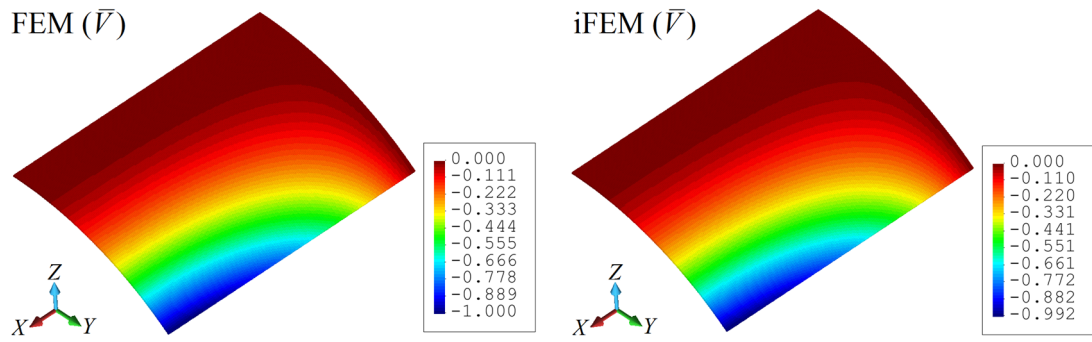 FEM (V̅)
0.000
-0.111
-0.222
-0.333
-0.444
-0.555
-0.666
-0.778
-0.889
-1.000
Z
X
Y
iFEM (V̅)
0.000
-0.110
-0.220
-0.331
-0.441
-0.551
-0.661
-0.772
-0.882
-0.992
Z
X
Y